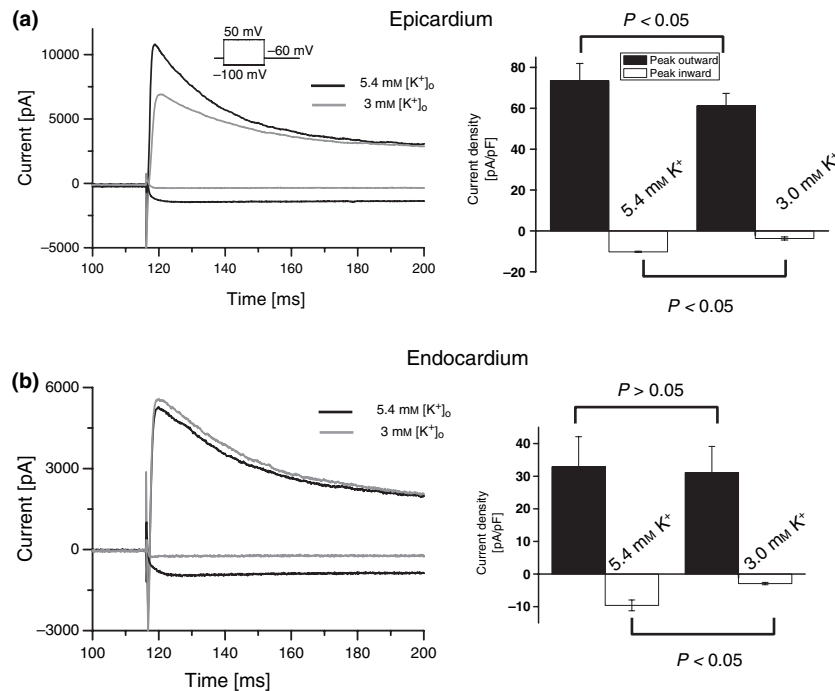 (a)
Epicardium
50 mV
−60 mV
−100 mV
5.4 mM [K+]o
3 mM [K+]o
Current [pA]
10000
5000
0
−5000
100 120 140 160 180 200
Time [ms]
P < 0.05
Peak outward
Peak inward
Current density
[pA/pF]
80
60
40
20
0
−20
5.4 mM K+
3.0 mM K+
P < 0.05
(b)
Endocardium
5.4 mM [K+]o
3 mM [K+]o
Current [pA]
6000
3000
0
−3000
100 120 140 160 180 200
Time [ms]
P > 0.05
Current density
[pA/pF]
40
30
20
10
0
−10
5.4 mM K+
3.0 mM K+
P < 0.05